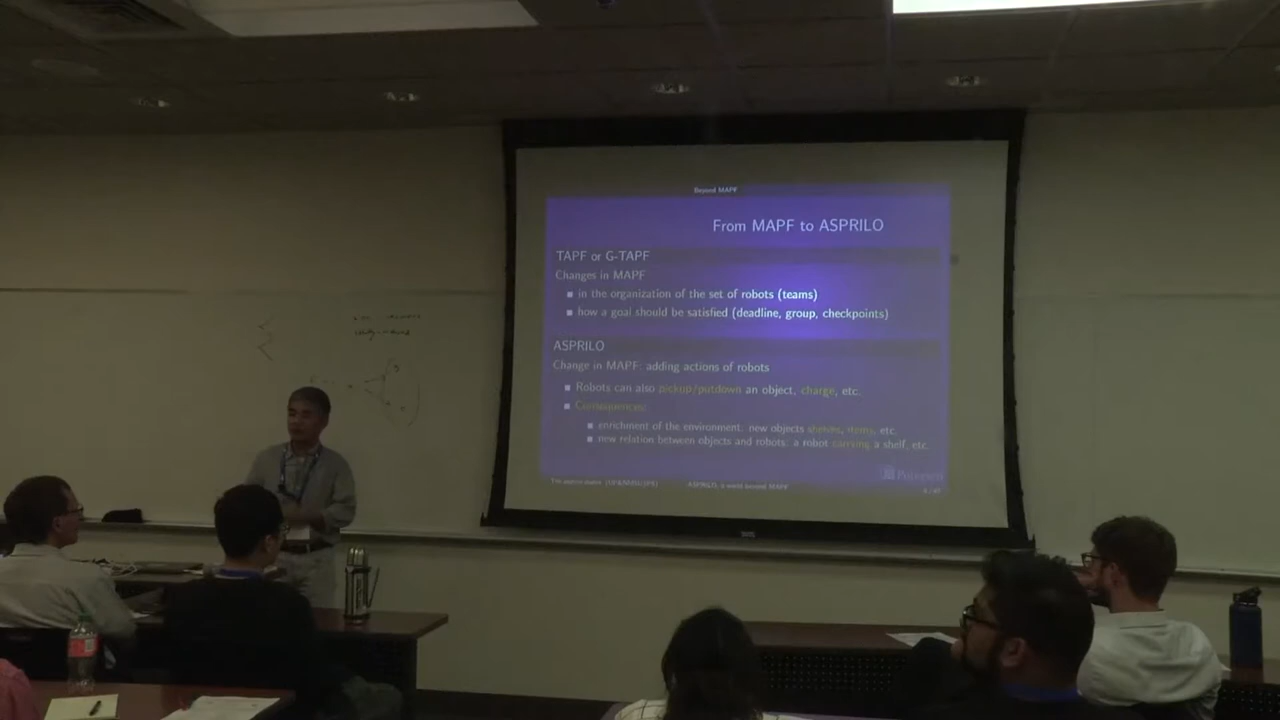 Beyond MAPF
From MAPF to ASPRILO
TAPF or G-TAPF
Changes in MAPF
in the organization of the set of robots (teams)
how a goal should be satisfied (deadline, group, checkpoints)
ASPRILO
Change in MAPF: adding actions of robots
Robots can also pickup/putdown an object, charge, etc.
Consequences:
enrichment of the environment: new objects shelves, items, etc.
new relation between objects and robots: a robot carrying a shelf, etc.
Potassco
ASPRILO: a world beyond MAPF